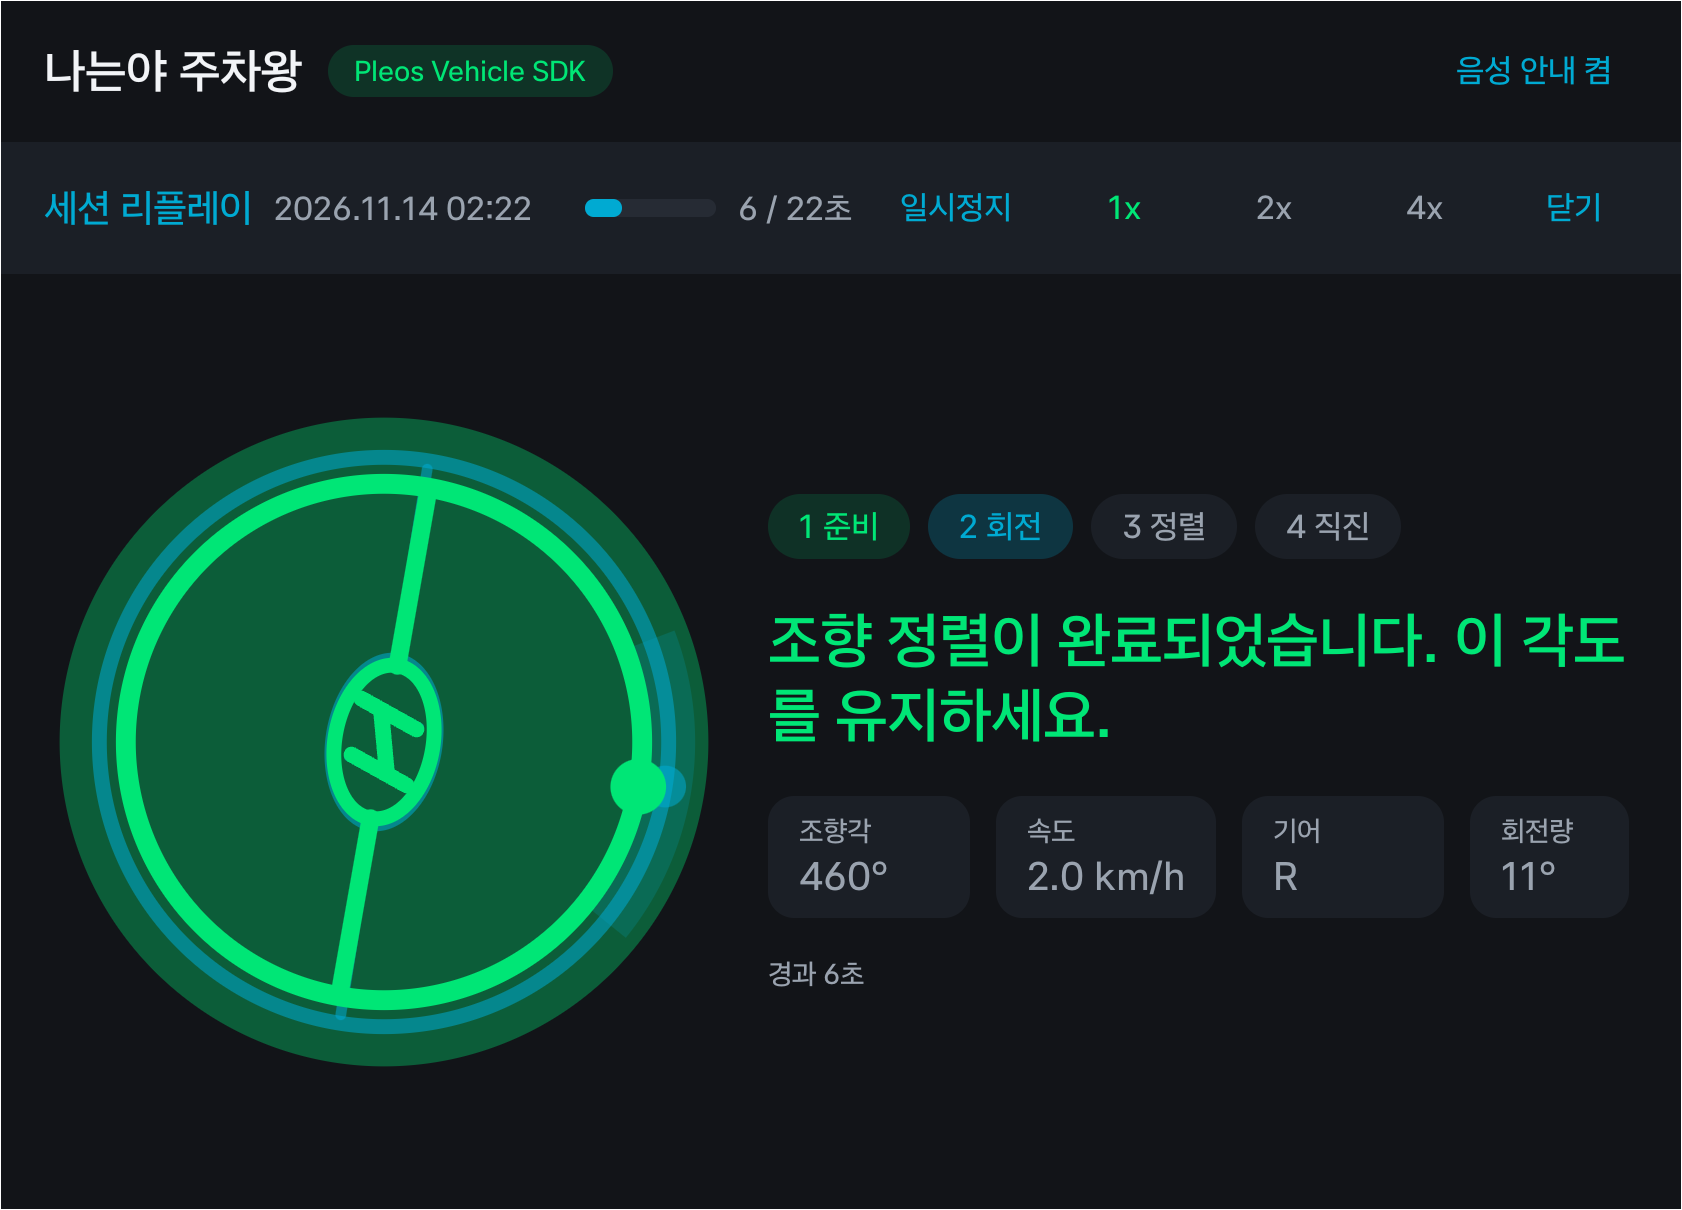 나는야 주차왕
Pleos Vehicle SDK
음성 안내 켬
세션 리플레이 2026.11.14 02:22 6 / 22초 일시정지 1x 2x 4x 닫기
1 준비 2 회전 3 정렬 4 직진
조향 정렬이 완료되었습니다. 이 각도
를 유지하세요.
조향각 속도 기어 회전량
460° 2.0 km/h R 11°
경과 6초